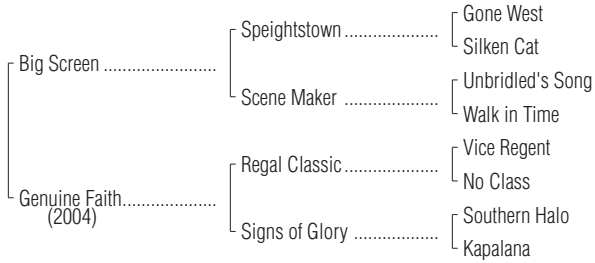 Gone West
Speightstown
Silken Cat
Big Screen
Unbridled's Song
Scene Maker
Walk in Time
Vice Regent
Regal Classic
No Class
Genuine Faith
(2004)
Southern Halo
Signs of Glory
Kapalana